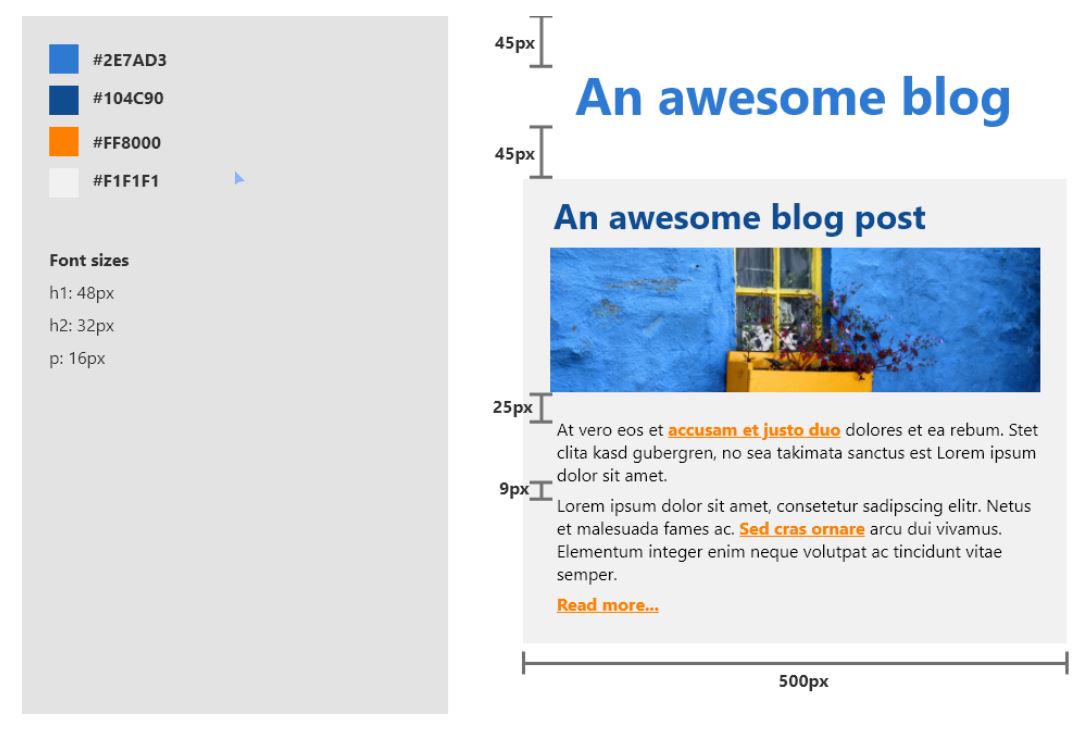 #2E7AD3
#104C90
#FF8000
#F1F1F1
Font sizes
h1: 48px
h2: 32px
p: 16px
45px
An awesome blog
45px
An awesome blog post
25px
At vero eos et accusam et justo duo dolores et ea rebum. Stet
clita kasd gubergren, no sea takimata sanctus est Lorem ipsum
dolor sit amet.
9px
Lorem ipsum dolor sit amet, consetetur sadipscing elitr. Netus
et malesuada fames ac. Sed cras ornare arcu dui vivamus.
Elementum integer enim neque volutpat ac tincidunt vitae
semper.
Read more...
500px